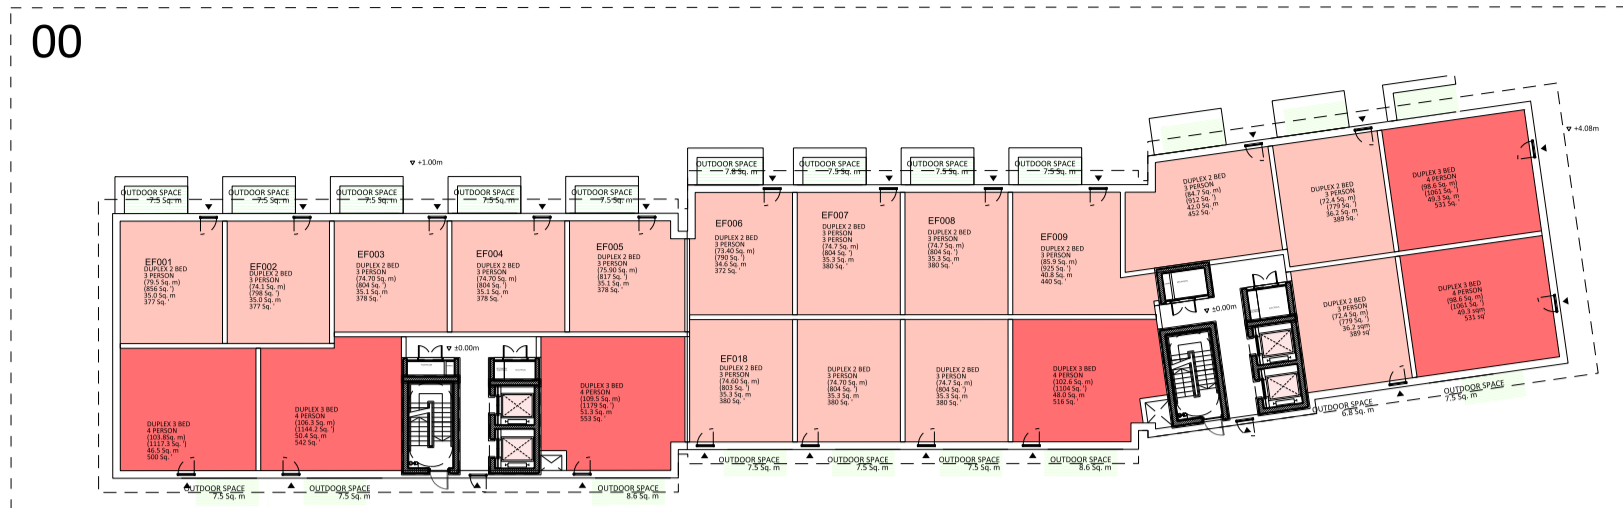 00
+1.00m
OUTDOOR SPACE
7.5 Sq. m
OUTDOOR SPACE
7.5 Sq. m
OUTDOOR SPACE
7.5 Sq. m
OUTDOOR SPACE
7.5 Sq. m
OUTDOOR SPACE
7.5 Sq. m
OUTDOOR SPACE
7.8 Sq. m
OUTDOOR SPACE
7.5 Sq. m
OUTDOOR SPACE
7.5 Sq. m
OUTDOOR SPACE
7.5 Sq. m
+4.08m
EF001
DUPLEX 2 BED
3 PERSON
(79.5 Sq. m)
(856 Sq. ')
35.0 Sq. m
377 Sq. '
EF002
DUPLEX 2 BED
3 PERSON
(74.1 Sq. m)
(798 Sq. ')
35.0 Sq. m
377 Sq. '
EF003
DUPLEX 2 BED
3 PERSON
(74.70 Sq. m)
(804 Sq. ')
35.1 Sq. m
378 Sq. '
EF004
DUPLEX 2 BED
3 PERSON
(74.70 Sq. m)
(804 Sq. ')
35.1 Sq. m
378 Sq. '
EF005
DUPLEX 2 BED
3 PERSON
(75.90 Sq. m)
(817 Sq. ')
35.1 Sq. m
378 Sq. '
EF006
DUPLEX 2 BED
3 PERSON
(73.40 Sq. m)
(790 Sq. ')
34.6 Sq. m
372 Sq. '
EF007
DUPLEX 2 BED
3 PERSON
3 PERSON
(74.7 Sq. m)
(804 Sq. ')
35.3 Sq. m
380 Sq. '
EF008
DUPLEX 2 BED
3 PERSON
(74.7 Sq. m)
(804 Sq. ')
35.3 Sq. m
380 Sq. '
EF009
DUPLEX 2 BED
3 PERSON
(85.9 Sq. m)
(925 Sq. ')
40.8 Sq. m
440 Sq. '
DUPLEX 2 BED
3 PERSON
(84.7 Sq. m)
(912 Sq. ')
42.0 Sq. m
452 Sq. '
DUPLEX 2 BED
3 PERSON
(72.4 Sq. m)
(779 Sq. ')
36.2 Sq. m
389 Sq. '
DUPLEX 3 BED
4 PERSON
(98.6 Sq. m)
(1061 Sq. ')
49.3 Sq. m
531 Sq. '
DUPLEX 3 BED
4 PERSON
(103.8Sq. m)
(1117.3 Sq. ')
46.5 Sq. m
500 Sq. '
DUPLEX 3 BED
4 PERSON
(106.3 Sq. m)
(1144.2 Sq. ')
50.4 Sq. m
542 Sq. '
±0.00m
DUPLEX 3 BED
4 PERSON
(109.5 Sq. m)
(1179 Sq. ')
51.3 Sq. m
553 Sq. '
EF018
DUPLEX 2 BED
3 PERSON
(74.60 Sq. m)
(803 Sq. ')
35.3 Sq. m
380 Sq. '
DUPLEX 2 BED
3 PERSON
(74.70 Sq. m)
(804 Sq. ')
35.3 Sq. m
380 Sq. '
DUPLEX 2 BED
3 PERSON
(74.7 Sq. m)
(804 Sq. ')
35.3 Sq. m
380 Sq. '
DUPLEX 3 BED
4 PERSON
(102.6 Sq. m)
(1104 Sq. ')
48.0 Sq. m
516 Sq. '
±0.00m
DUPLEX 2 BED
3 PERSON
(72.4 Sq. m)
(779 Sq. ')
36.2 sqm
389 sq'
DUPLEX 3 BED
4 PERSON
(98.6 Sq. m)
(1061 Sq. ')
49.3 sqm
531 sq'
OUTDOOR SPACE
7.5 Sq. m
OUTDOOR SPACE
7.5 Sq. m
OUTDOOR SPACE
8.6 Sq. m
OUTDOOR SPACE
7.5 Sq. m
OUTDOOR SPACE
7.5 Sq. m
OUTDOOR SPACE
7.5 Sq. m
OUTDOOR SPACE
8.6 Sq. m
OUTDOOR SPACE
6.8 Sq. m
OUTDOOR SPACE
7.5 Sq. m